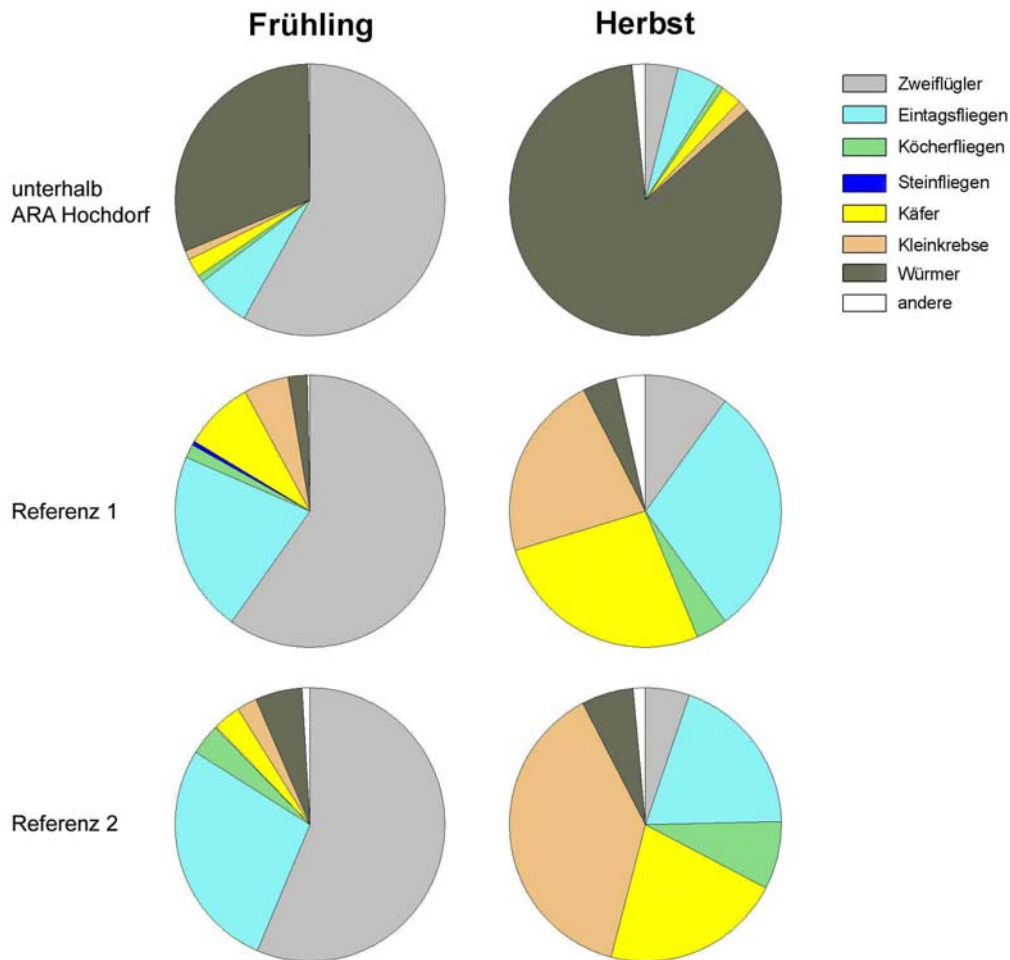 Frühling
Herbst
Zweiflügler
Eintagsfliegen
Köcherfliegen
Steinfliegen
Käfer
Kleinkrebse
Würmer
andere
unterhalb
ARA Hochdorf
Referenz 1
Referenz 2